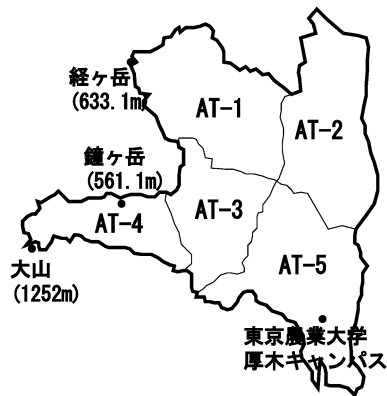 経ヶ岳
(633.1m)
AT-1
AT-2
鐘ヶ岳
(561.1m)
AT-3
AT-4
大山
(1252m)
AT-5
東京農業大学
厚木キャンパス